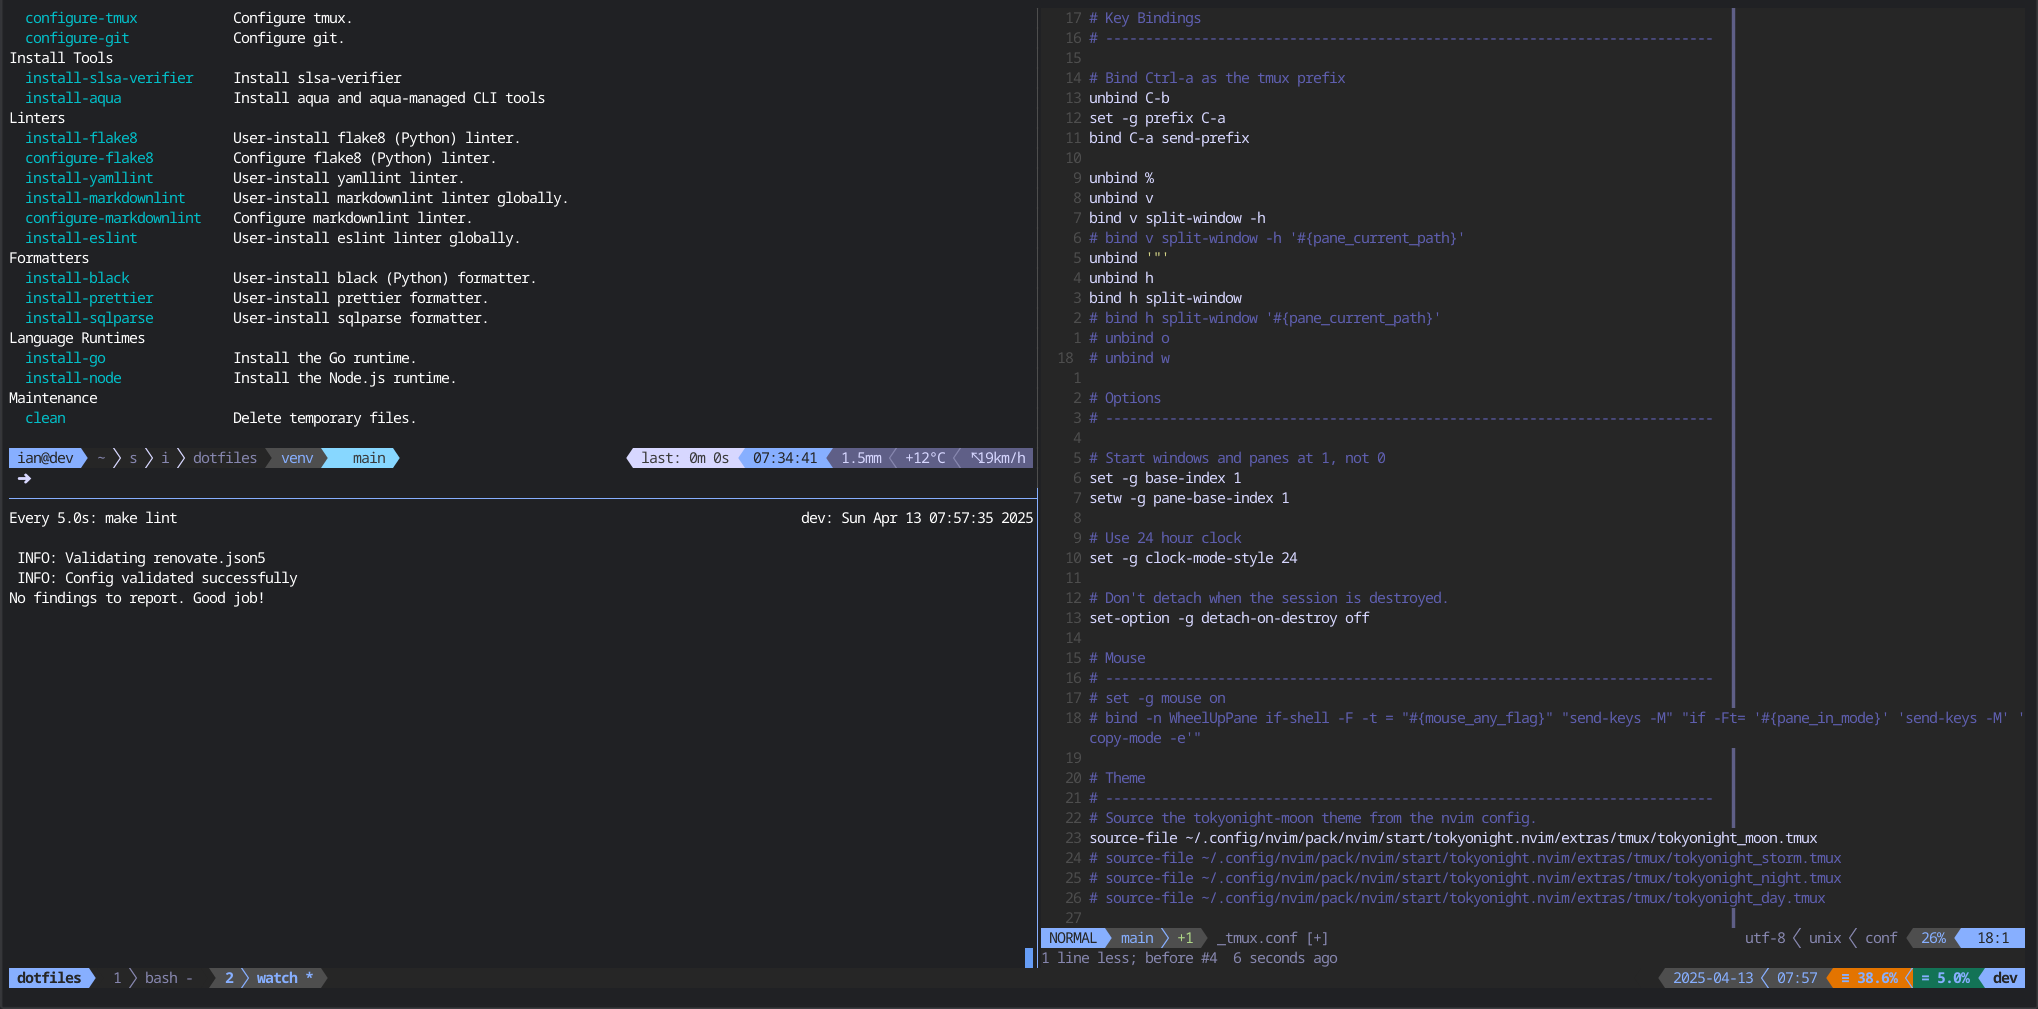 configure-tmux Configure tmux.
configure-git Configure git.
Install Tools
install-slsa-verifier Install slsa-verifier
install-aqua Install aqua and aqua-managed CLI tools
Linters
install-flake8 User-install flake8 (Python) linter.
configure-flake8 Configure flake8 (Python) linter.
install-yamllint User-install yamllint linter.
install-markdownlint User-install markdownlint linter globally.
configure-markdownlint Configure markdownlint linter.
install-eslint User-install eslint linter globally.
Formatters
install-black User-install black (Python) formatter.
install-prettier User-install prettier formatter.
install-sqlparse User-install sqlparse formatter.
Language Runtimes
install-go Install the Go runtime.
install-node Install the Node.js runtime.
Maintenance
clean Delete temporary files.
ian@dev ~ s i dotfiles venv main last: 0m 0s 07:34:41 1.5mm +12°C ↖19km/h
➜
Every 5.0s: make lint dev: Sun Apr 13 07:57:35 2025
INFO: Validating renovate.json5
INFO: Config validated successfully
No findings to report. Good job!
17 # Key Bindings
16 # ----------------------------------------------------------------------------
15
14 # Bind Ctrl-a as the tmux prefix
13 unbind C-b
12 set -g prefix C-a
11 bind C-a send-prefix
10
9 unbind %
8 unbind v
7 bind v split-window -h
6 # bind v split-window -h '#{pane_current_path}'
5 unbind '"'
4 unbind h
3 bind h split-window
2 # bind h split-window '#{pane_current_path}'
1 # unbind o
18 # unbind w
1
2 # Options
3 # ----------------------------------------------------------------------------
4
5 # Start windows and panes at 1, not 0
6 set -g base-index 1
7 setw -g pane-base-index 1
8
9 # Use 24 hour clock
10 set -g clock-mode-style 24
11
12 # Don't detach when the session is destroyed.
13 set-option -g detach-on-destroy off
14
15 # Mouse
16 # ----------------------------------------------------------------------------
17 # set -g mouse on
18 # bind -n WheelUpPane if-shell -F -t = "#{mouse_any_flag}" "send-keys -M" "if -Ft= '#{pane_in_mode}' 'send-keys -M' '
copy-mode -e'"
19
20 # Theme
21 # ----------------------------------------------------------------------------
22 # Source the tokyonight-moon theme from the nvim config.
23 source-file ~/.config/nvim/pack/nvim/start/tokyonight.nvim/extras/tmux/tokyonight_moon.tmux
24 # source-file ~/.config/nvim/pack/nvim/start/tokyonight.nvim/extras/tmux/tokyonight_storm.tmux
25 # source-file ~/.config/nvim/pack/nvim/start/tokyonight.nvim/extras/tmux/tokyonight_night.tmux
26 # source-file ~/.config/nvim/pack/nvim/start/tokyonight.nvim/extras/tmux/tokyonight_day.tmux
27
NORMAL main +1 _tmux.conf [+] utf-8 unix conf 26% 18:1
1 line less; before #4 6 seconds ago
dotfiles 1 bash - 2 watch * 2025-04-13 07:57 ≡ 38.6% = 5.0% dev